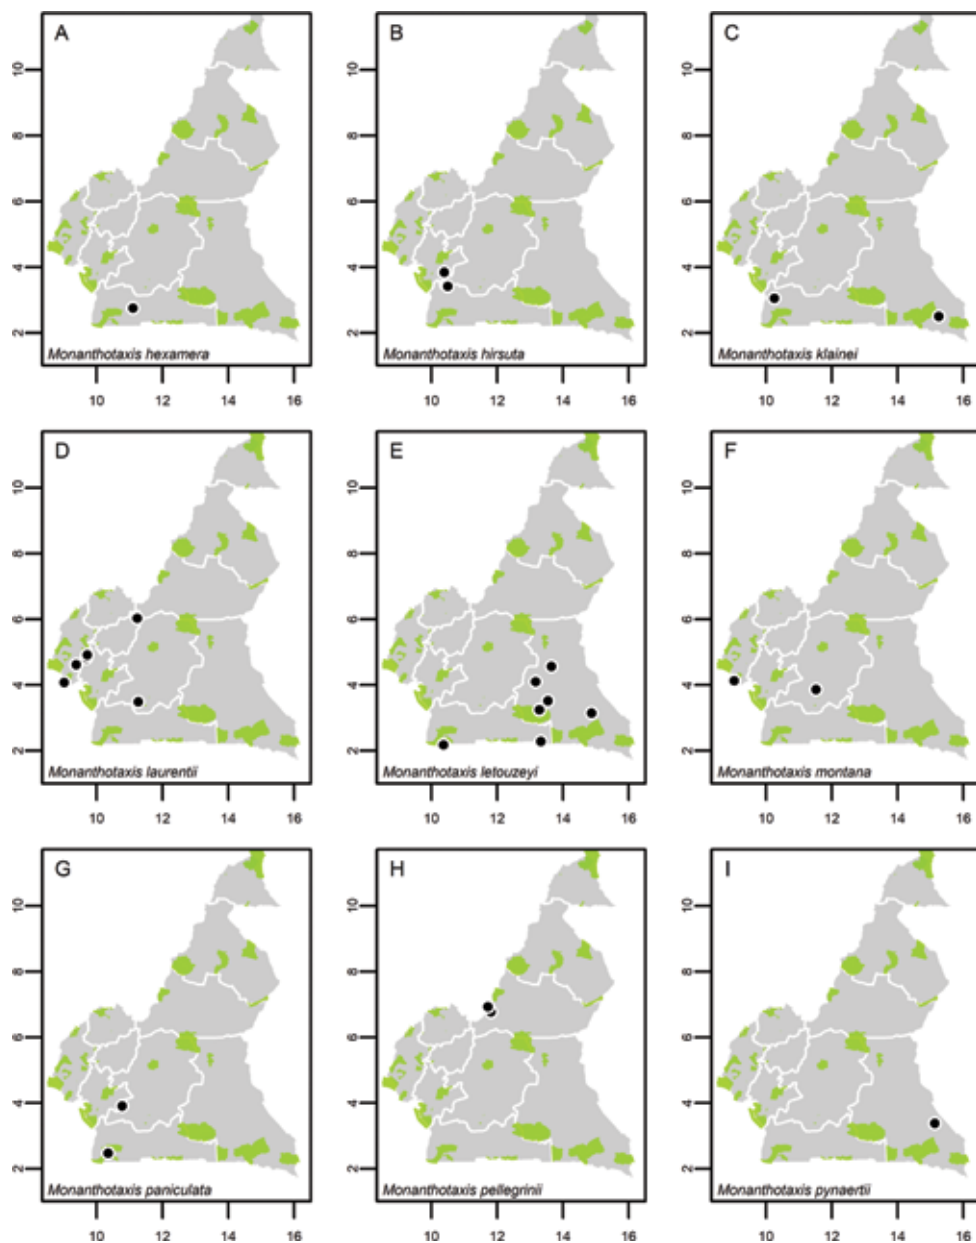 A B C
10 10 10
8 8 8
6 6 6
4 4 4
2 2 2
Monanthotaxis hexamera Monanthotaxis hirsuta Monanthotaxis klainei
10 12 14 16 10 12 14 16 10 12 14 16
D E F
10 10 10
8 8 8
6 6 6
4 4 4
2 2 2
Monanthotaxis laurentii Monanthotaxis letouzeyi Monanthotaxis montana
10 12 14 16 10 12 14 16 10 12 14 16
G H I
10 10 10
8 8 8
6 6 6
4 4 4
2 2 2
Monanthotaxis paniculata Monanthotaxis pellegrinii Monanthotaxis pynaertii
10 12 14 16 10 12 14 16 10 12 14 16